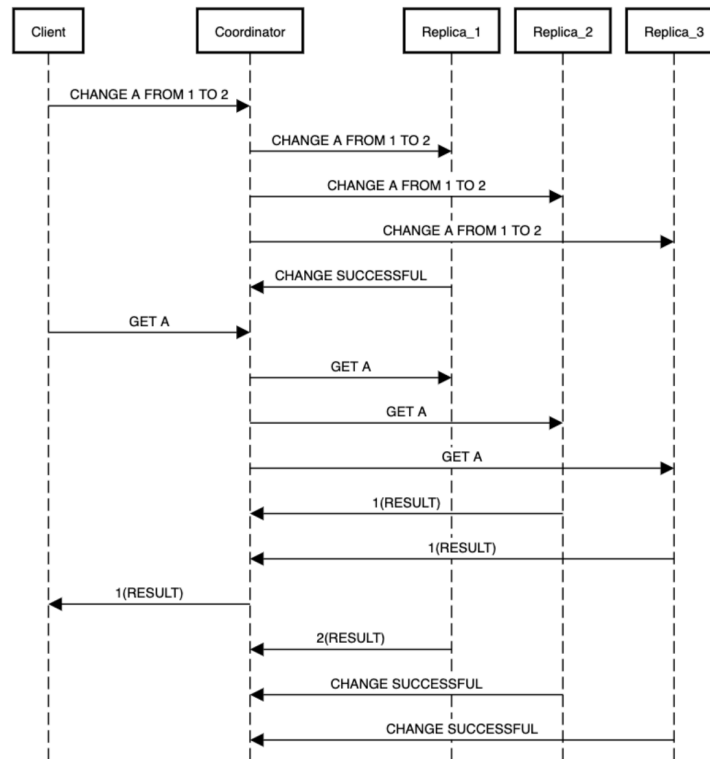 Client
Coordinator
Replica_1
Replica_2
Replica_3
CHANGE A FROM 1 TO 2
CHANGE A FROM 1 TO 2
CHANGE A FROM 1 TO 2
CHANGE A FROM 1 TO 2
CHANGE SUCCESSFUL
GET A
GET A
GET A
GET A
1(RESULT)
1(RESULT)
1(RESULT)
2(RESULT)
CHANGE SUCCESSFUL
CHANGE SUCCESSFUL